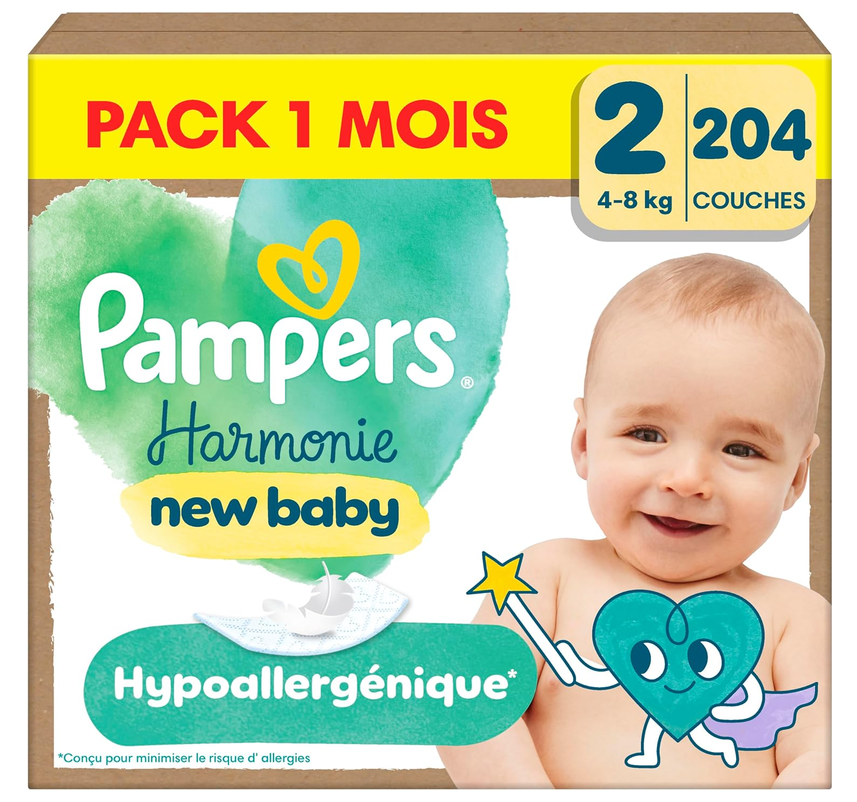 PACK 1 MOIS
2
4-8 kg
204
COUCHES
Pampers®
Harmonie
new baby
Hypoallergénique*
*Conçu pour minimiser le risque d' allergies